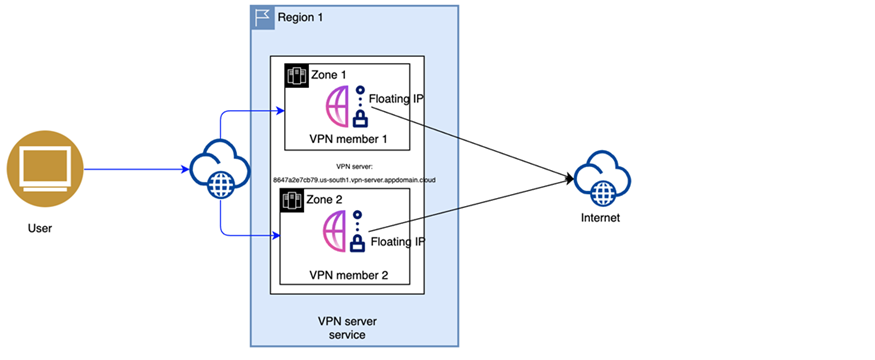 Region 1
Zone 1
Floating IP
VPN member 1
VPN server:
8647a2e7cb79.us-south1.vpn-server.appdomain.cloud
Zone 2
Floating IP
VPN member 2
User
Internet
VPN server
service